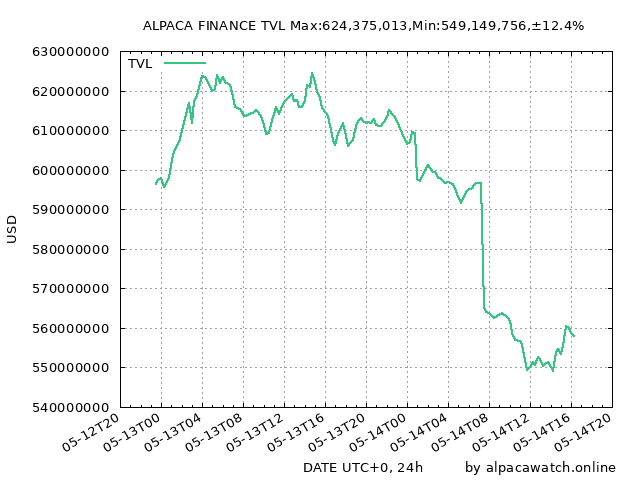 ALPACA FINANCE TVL Max:624,375,013,Min:549,149,756,±12.4%
TVL
630000000
620000000
610000000
600000000
590000000
580000000
570000000
560000000
550000000
540000000
USD
05-12T20
05-13T00
05-13T04
05-13T08
05-13T12
05-13T16
05-13T20
05-14T00
05-14T04
05-14T08
05-14T12
05-14T16
05-14T20
DATE UTC+0, 24h
by alpacawatch.online